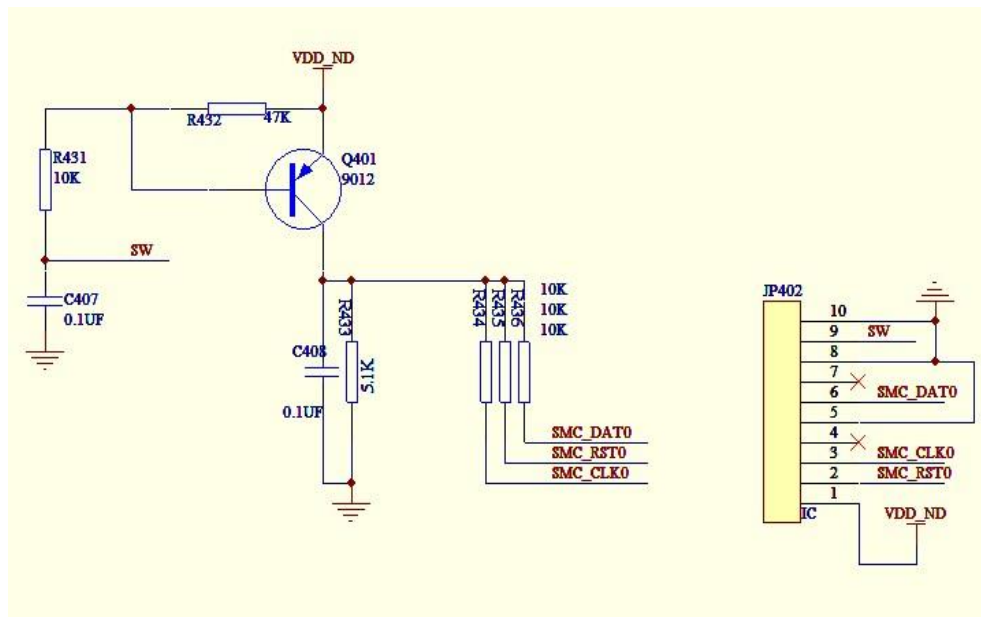 VDD_ND
R432
47K
R431
10K
Q401
9012
SW
C407
0.1UF
C408
0.1UF
R433
5.1K
R434
R435
R436
10K
10K
10K
SMC_DAT0
SMC_RST0
SMC_CLK0
JP402
10
9
SW
8
7
6
SMC_DAT0
5
4
3
SMC_CLK0
2
SMC_RST0
1
IC
VDD_ND